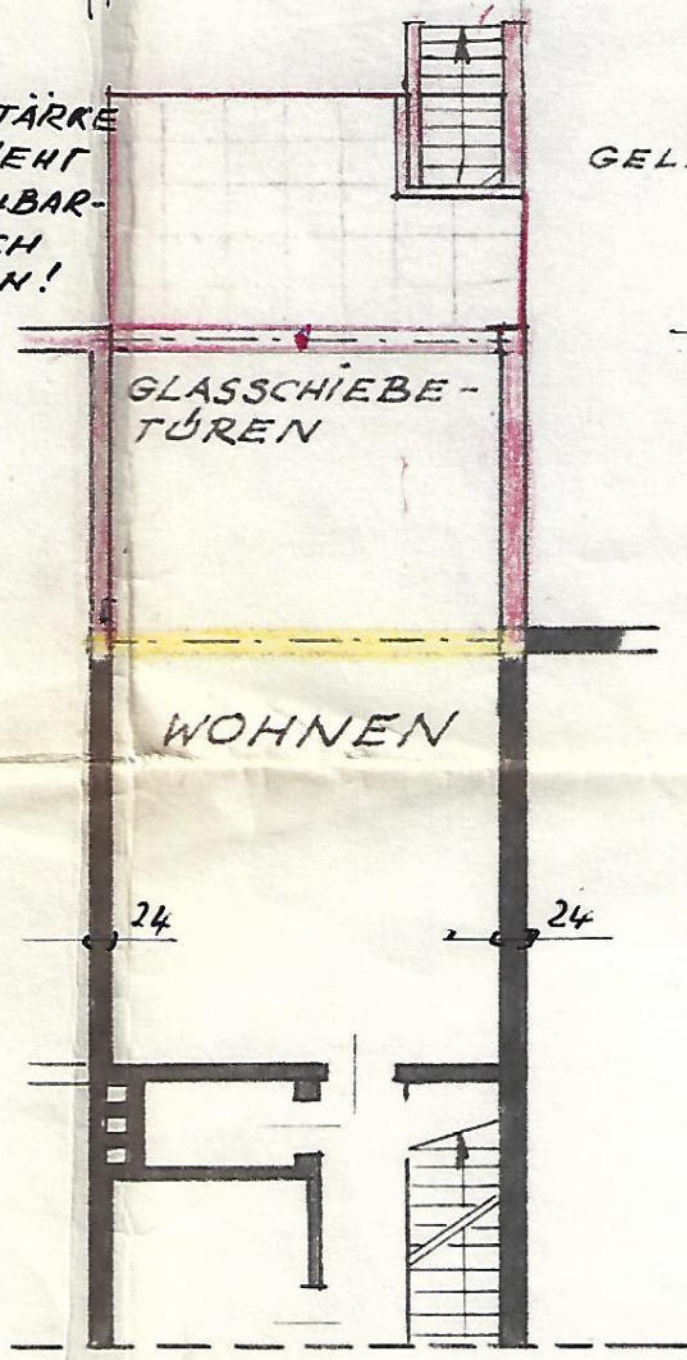 TÄRKE
EHT
BAR-
CH
N!
GEL
GLASSCHIEBE-
TÜREN
WOHNEN
24
24